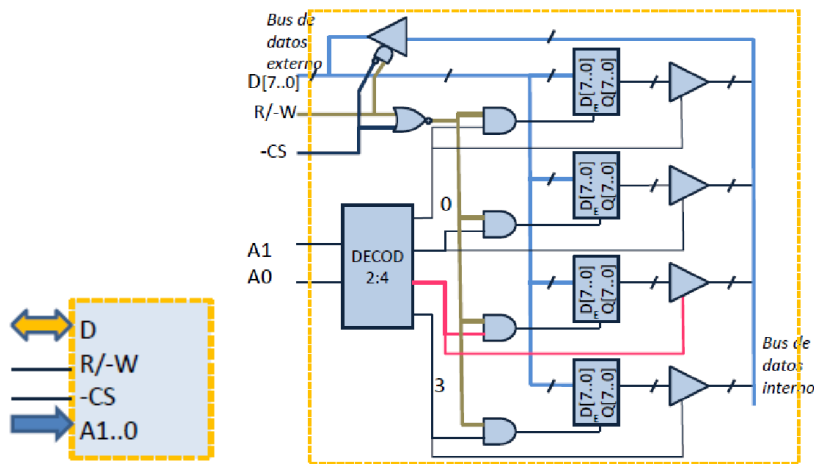 Bus de
datos
externo
D[7..0]
R/-W
-CS
A1
A0
DECOD
2:4
0
3
D[7..0]
E
Q[7..0]
D[7..0]
E
Q[7..0]
D[7..0]
E
Q[7..0]
D[7..0]
E
Q[7..0]
Bus de
datos
interno
D
R/-W
-CS
A1..0